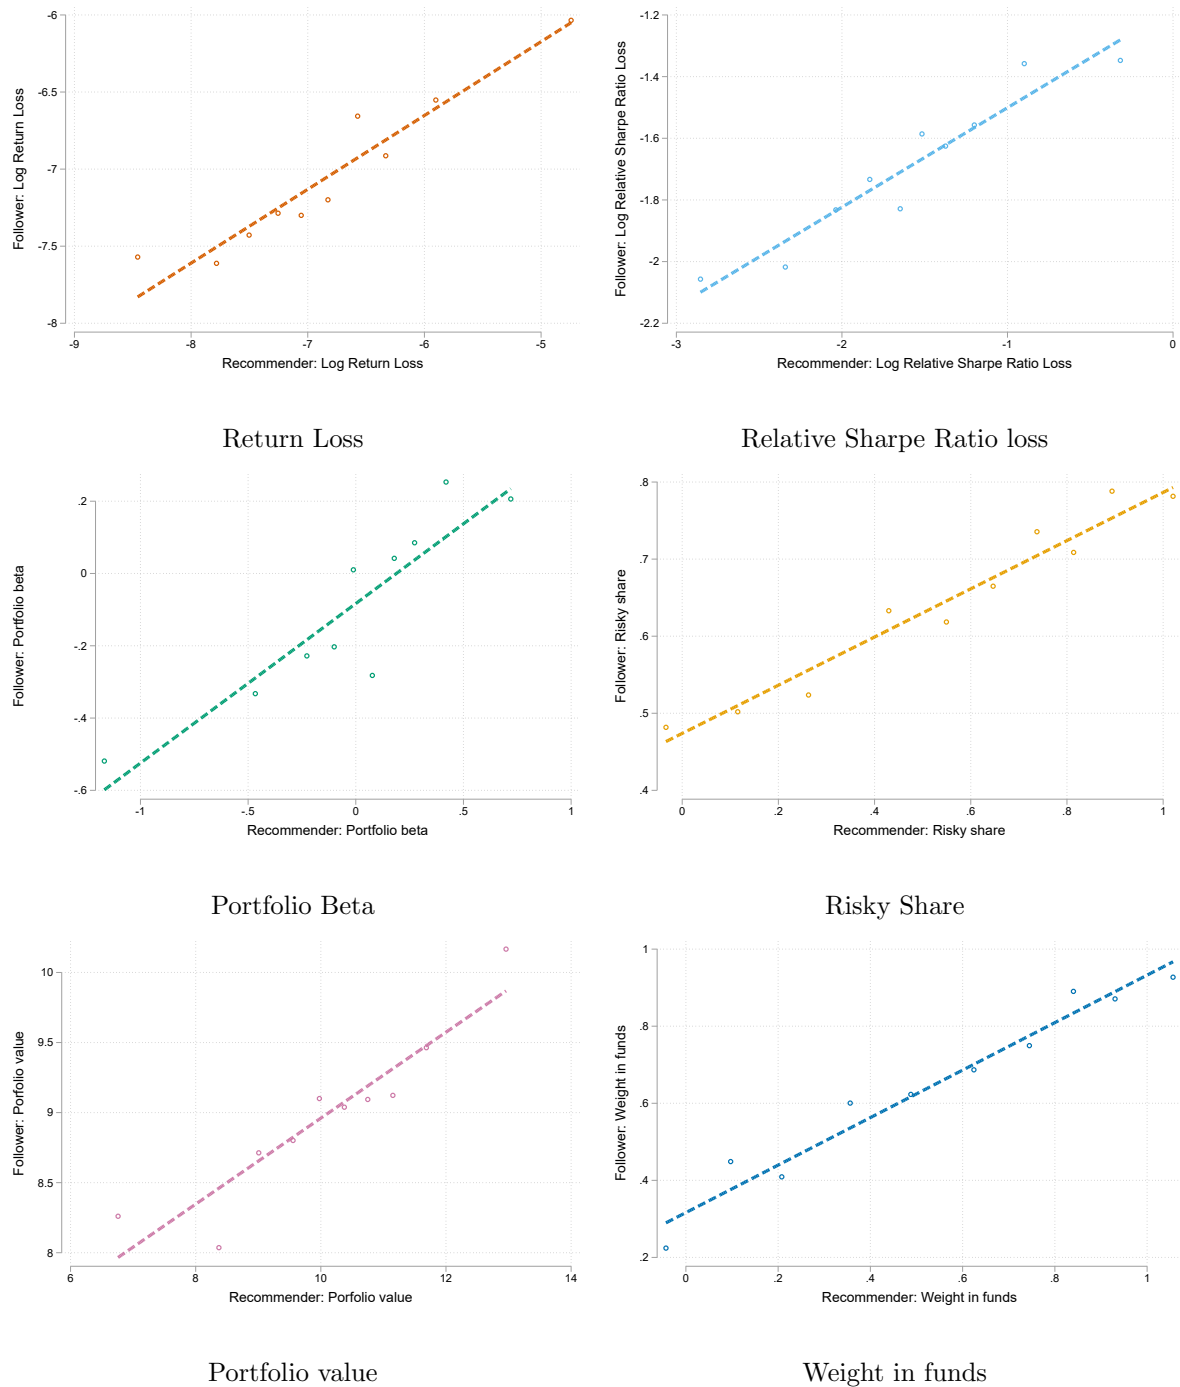 -6
-6.5
-7
-7.5
-8
Follower: Log Return Loss
-9 -8 -7 -6 -5
Recommender: Log Return Loss
Return Loss
-1.2
-1.4
-1.6
-1.8
-2
-2.2
Follower: Log Relative Sharpe Ratio Loss
-3 -2 -1 0
Recommender: Log Relative Sharpe Ratio Loss
Relative Sharpe Ratio loss
.2
0
-.2
-.4
-.6
Follower: Portfolio beta
-1 -.5 0 .5 1
Recommender: Portfolio beta
Portfolio Beta
.8
.7
.6
.5
.4
Follower: Risky share
0 .2 .4 .6 .8 1
Recommender: Risky share
Risky Share
10
9.5
9
8.5
8
Follower: Porfolio value
6 8 10 12 14
Recommender: Porfolio value
Portfolio value
1
.8
.6
.4
.2
Follower: Weight in funds
0 .2 .4 .6 .8 1
Recommender: Weight in funds
Weight in funds